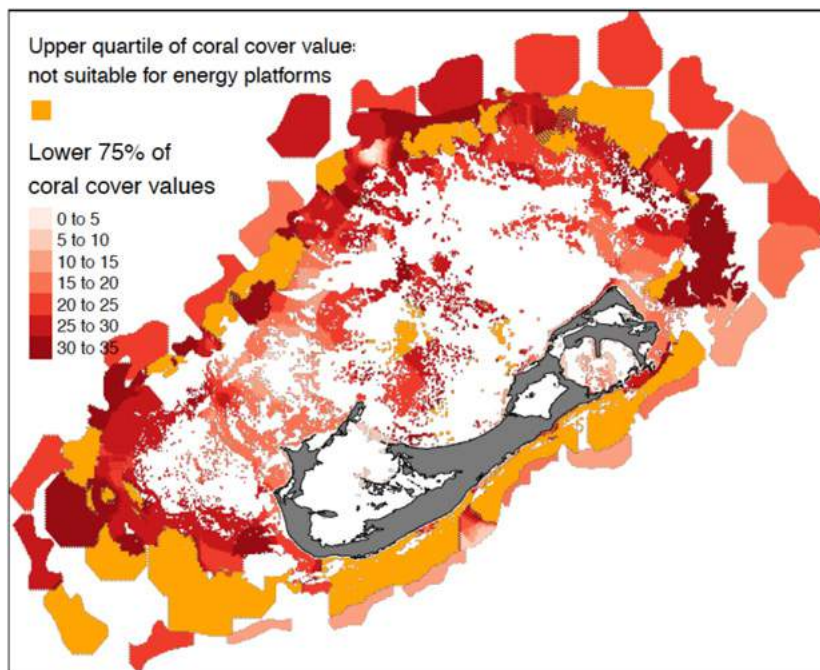 Upper quartile of coral cover values
not suitable for energy platforms
Lower 75% of
coral cover values
0 to 5
5 to 10
10 to 15
15 to 20
20 to 25
25 to 30
30 to 35